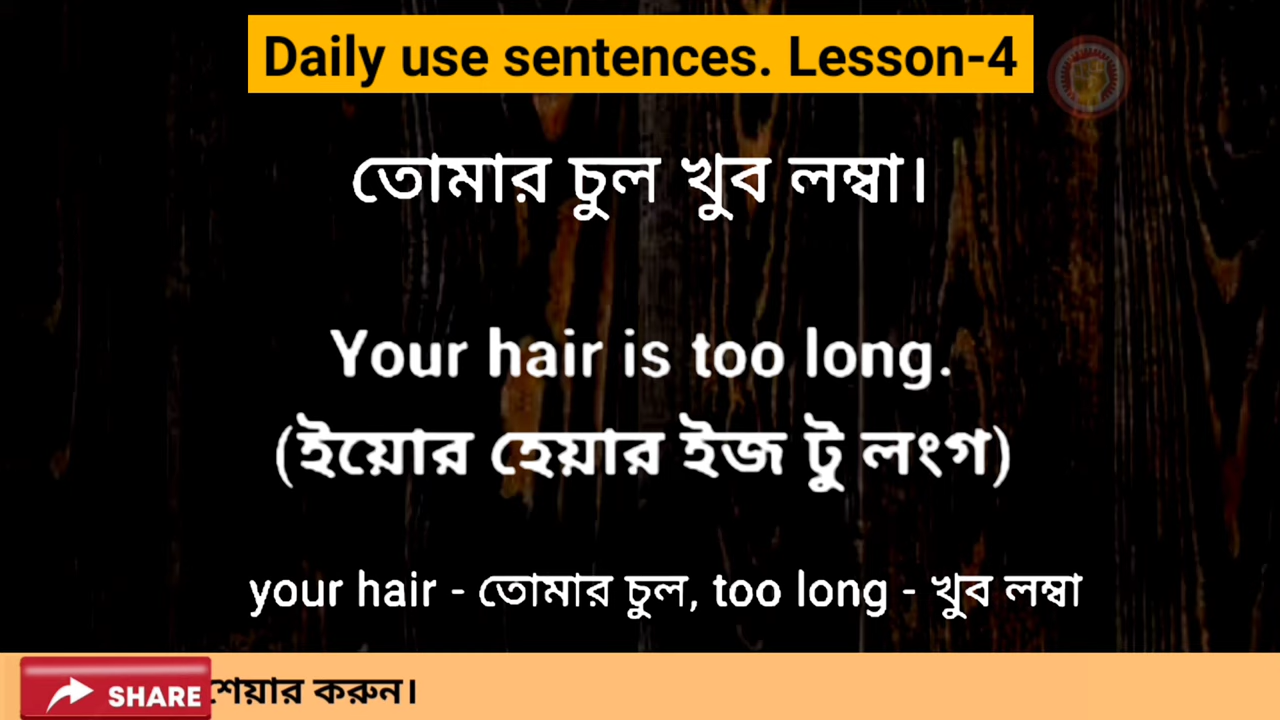 Daily use sentences. Lesson-4
তোমার চুল খুব লম্বা।
Your hair is too long.
(ইয়োর হেয়ার ইজ টু লংগ)
your hair - তোমার চুল, too long - খুব লম্বা
SHARE শেয়ার করুন।